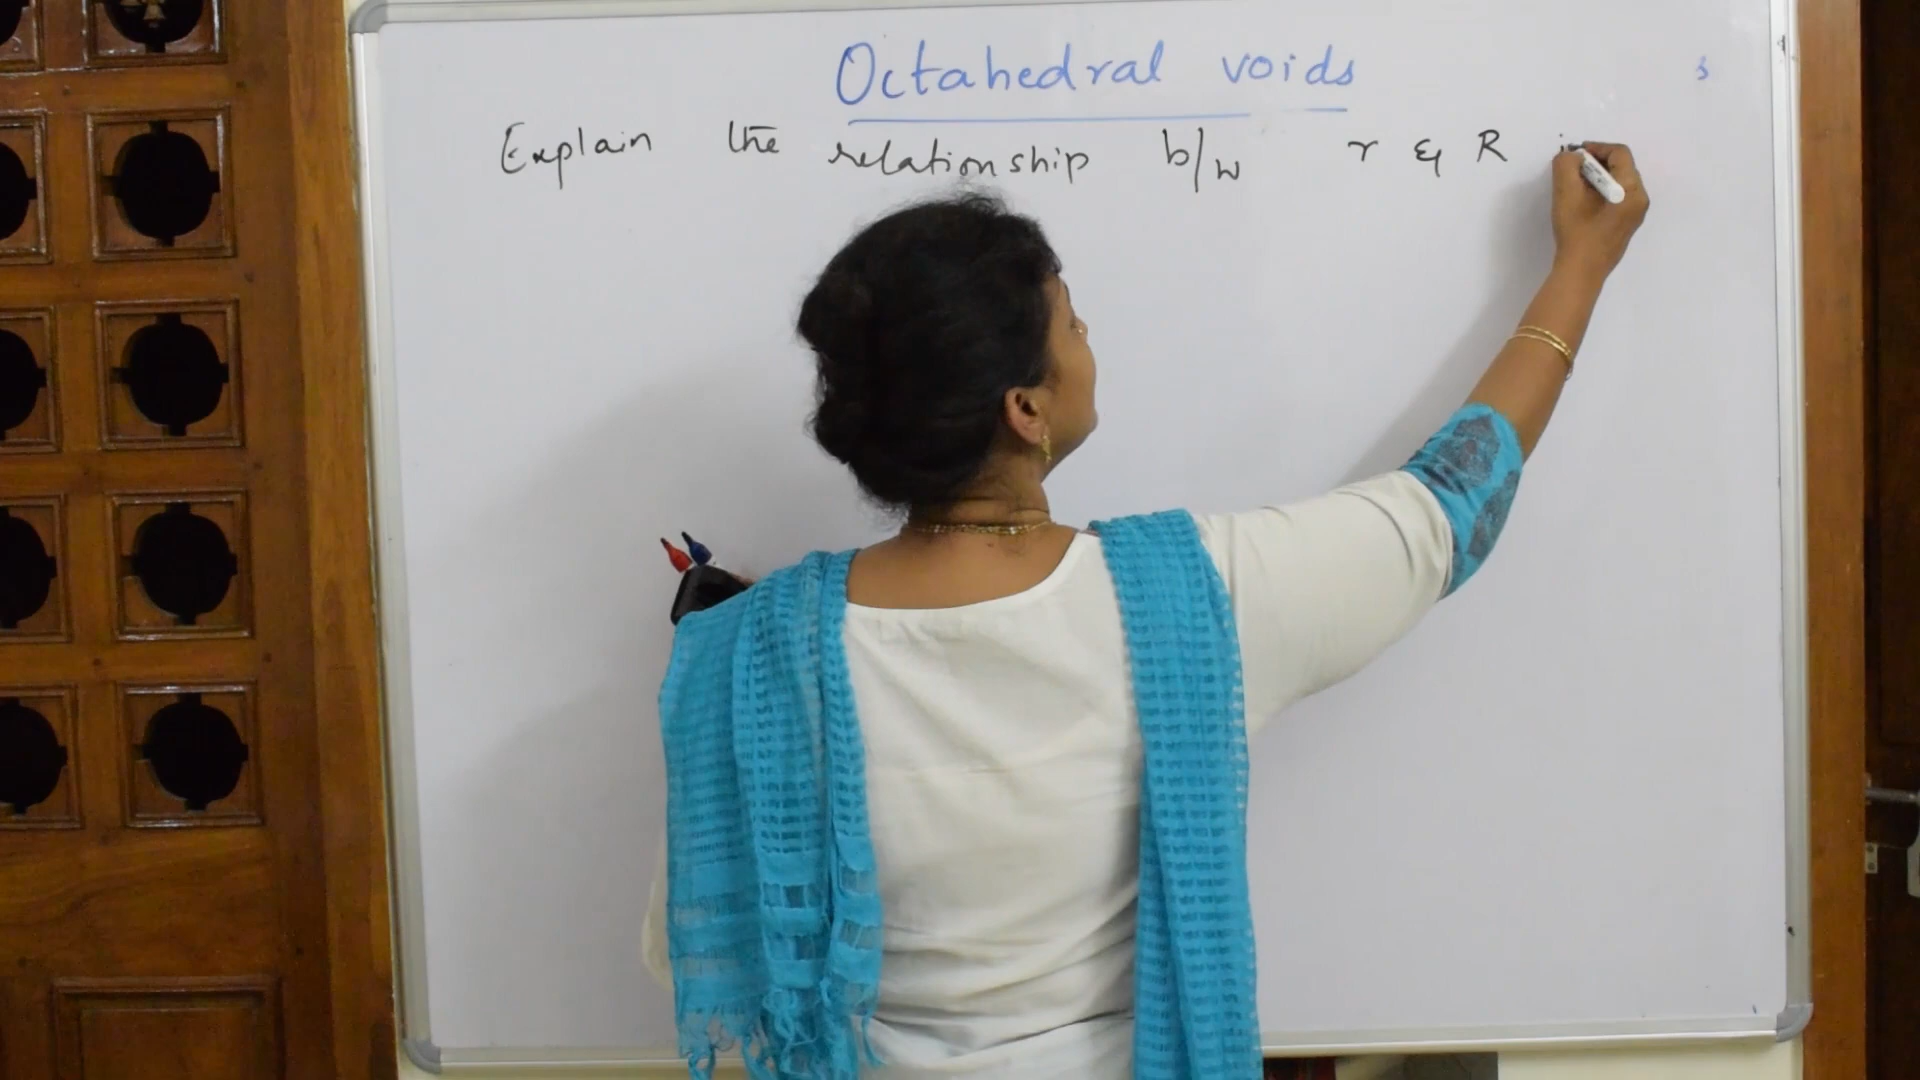 Octahedral voids
Explain the relationship b/w r & R